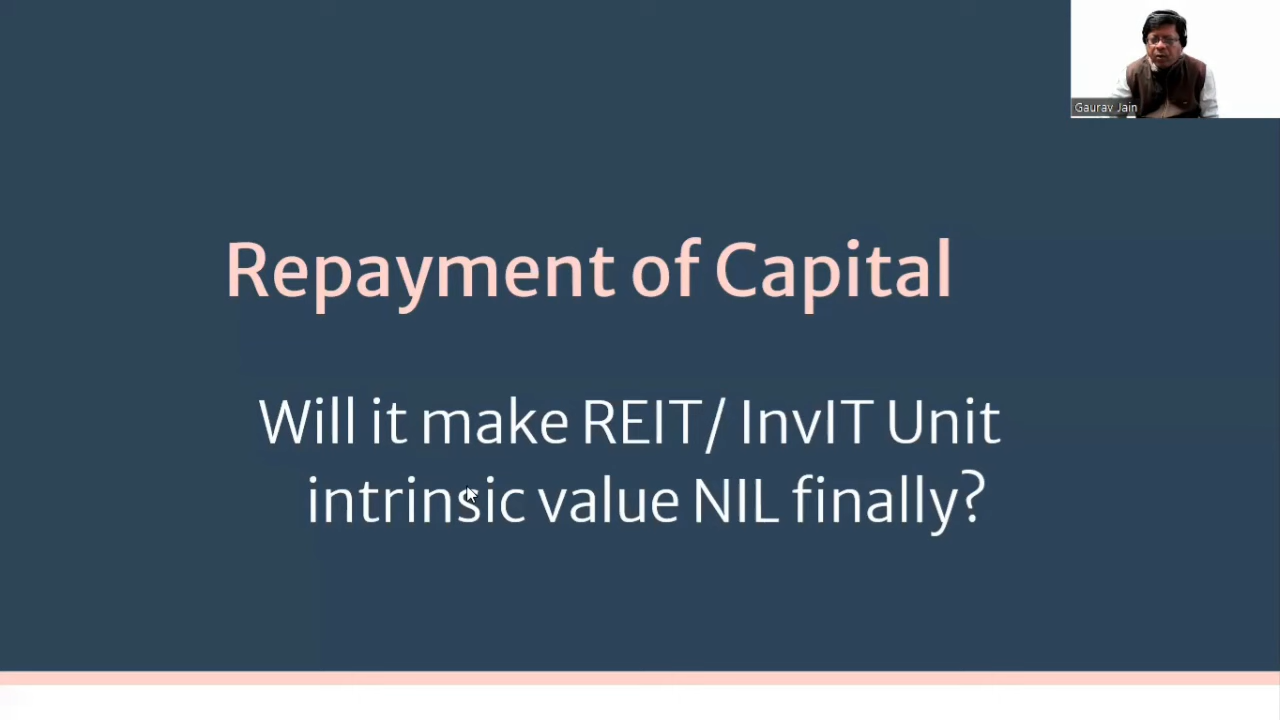 Gaurav Jain
Repayment of Capital
Will it make REIT/ InvIT Unit
intrinsic value NIL finally?